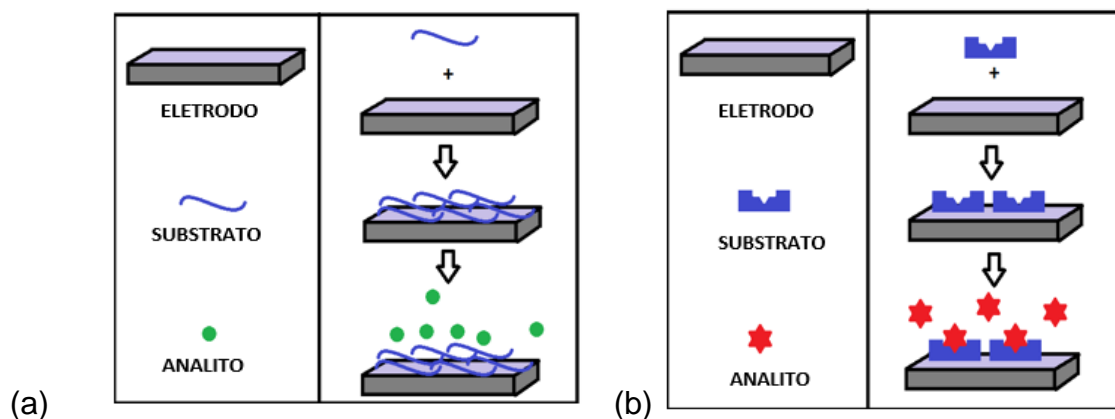 ELETRODO
+
SUBSTRATO
ANALITO
(a)
ELETRODO
+
SUBSTRATO
ANALITO
(b)